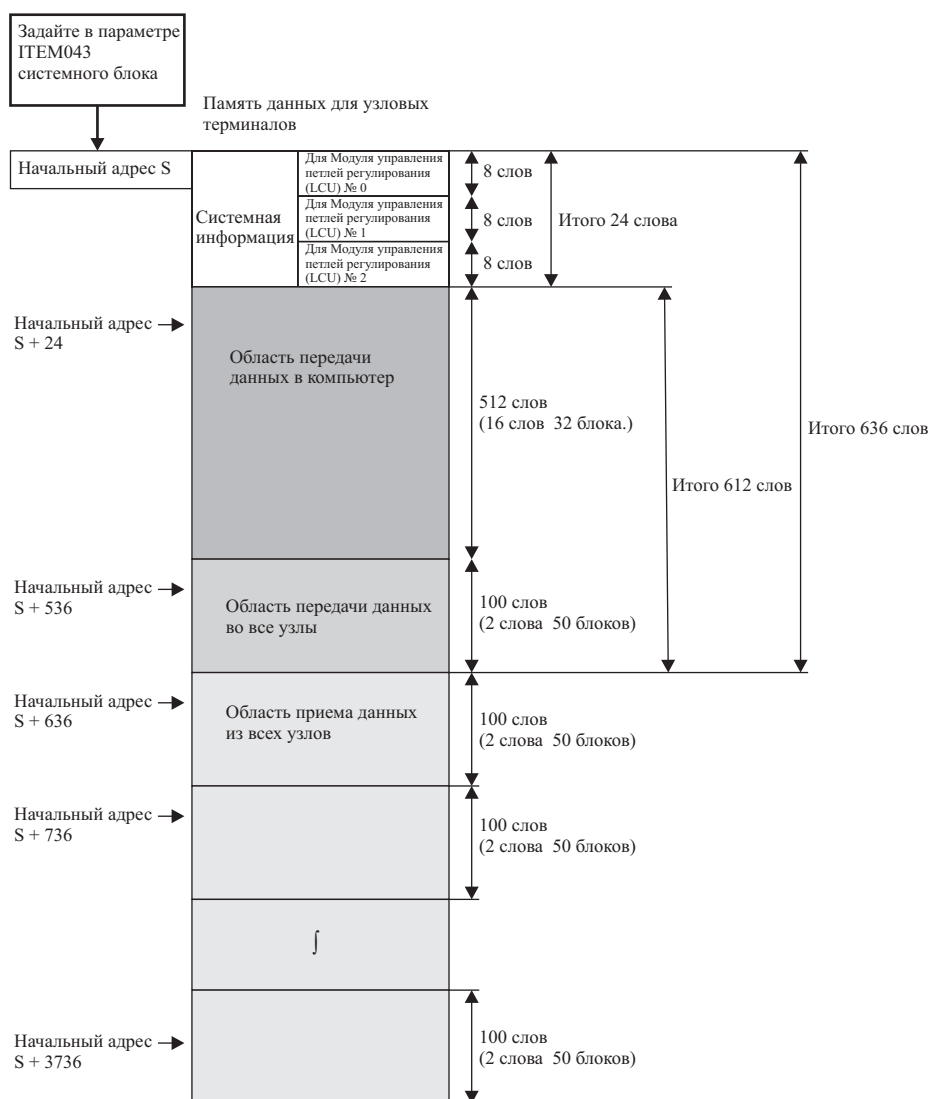 Задайте в параметре
ITEM043
системного блока
Память данных для узловых
терминалов
Начальный адрес S
Системная
информация
Для Модуля управления
петлей регулирования
(LCU) № 0
8 слов
Для Модуля управления
петлей регулирования
(LCU) № 1
8 слов
Итого 24 слова
Для Модуля управления
петлей регулирования
(LCU) № 2
8 слов
Начальный адрес
S + 24
Область передачи
данных в компьютер
512 слов
(16 слов 32 блока.)
Итого 636 слов
Итого 612 слов
Начальный адрес
S + 536
Область передачи данных
во все узлы
100 слов
(2 слова 50 блоков)
Начальный адрес
S + 636
Область приема данных
из всех узлов
100 слов
(2 слова 50 блоков)
Начальный адрес
S + 736
100 слов
(2 слова 50 блоков)
∫
Начальный адрес
S + 3736
100 слов
(2 слова 50 блоков)